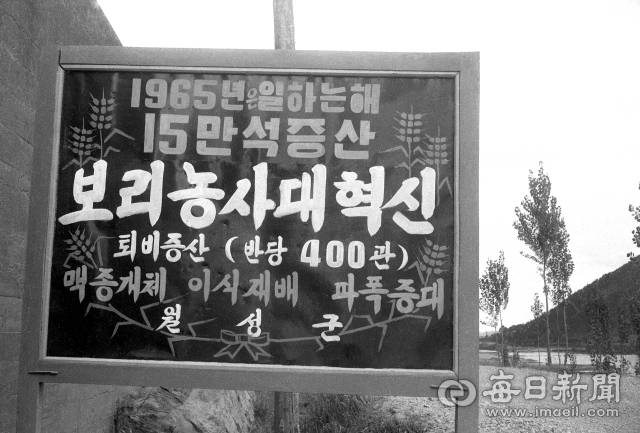 1965년은 일하는해
15만석증산
보리농사대혁신
퇴비증산 (반당 400관)
맥종개체 이식재배 파폭증대
월성군
每日新聞
www.imaeil.com